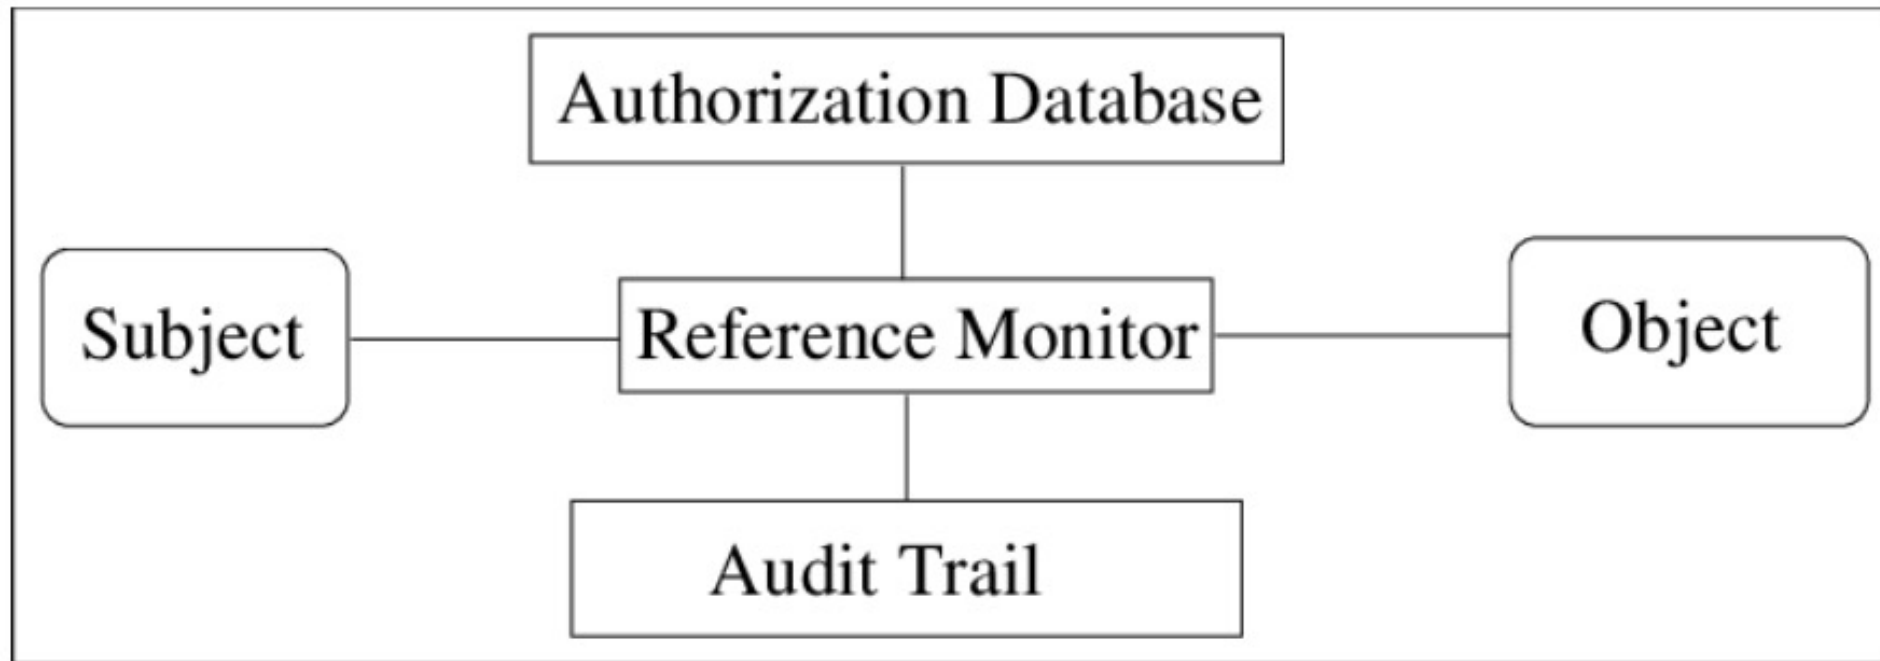 Authorization Database
Subject
Reference Monitor
Object
Audit Trail